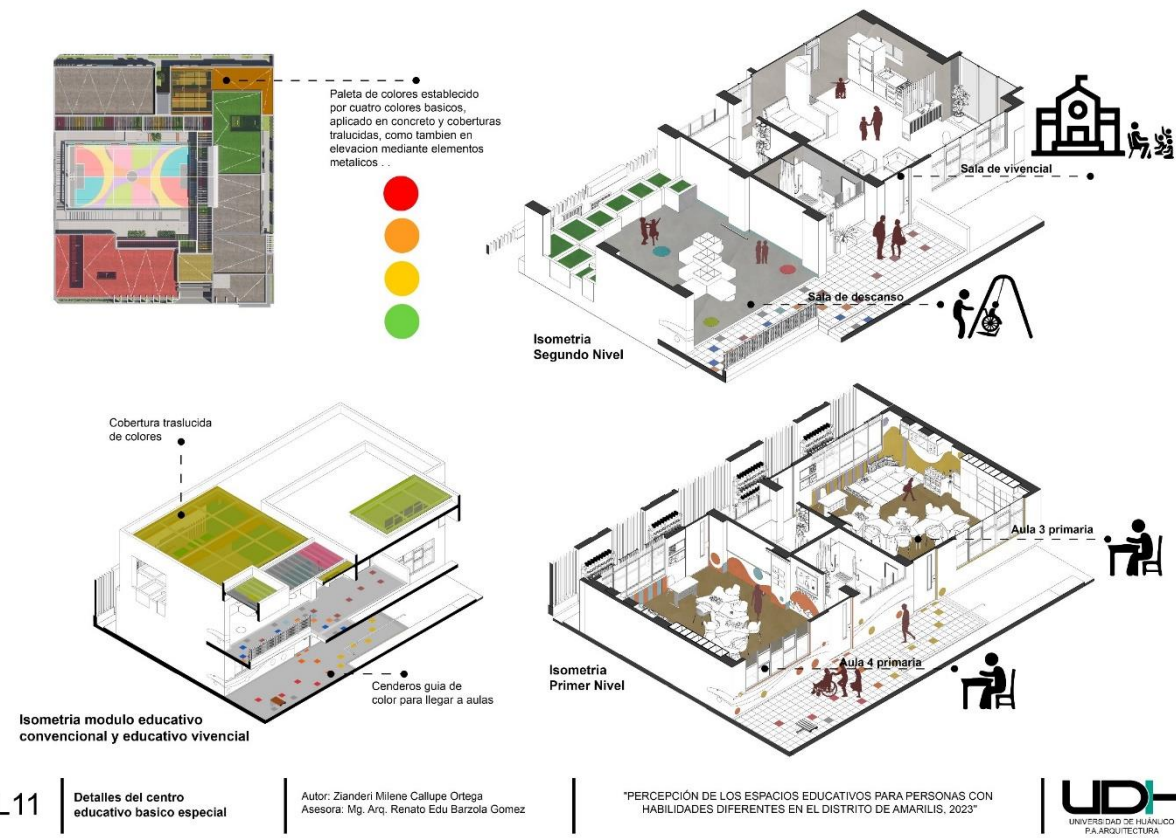 Paleta de colores establecido
por cuatro colores basicos,
aplicado en concreto y coberturas
tralucidas, como tambien en
elevacion mediante elementos
metalicos . .
Sala de vivencial
Sala de descanso
Isometria
Segundo Nivel
Cobertura traslucida
de colores
Cenderos guia de
color para llegar a aulas
Isometria modulo educativo
convencional y educativo vivencial
Aula 3 primaria
Aula 4 primaria
Isometria
Primer Nivel
11
Detalles del centro
educativo basico especial
Autor: Zianderi Milene Callupe Ortega
Asesora: Mg. Arq. Renato Edu Barzola Gomez
"PERCEPCIÓN DE LOS ESPACIOS EDUCATIVOS PARA PERSONAS CON
HABILIDADES DIFERENTES EN EL DISTRITO DE AMARILIS, 2023"
UDH
UNIVERSIDAD DE HUÁNUCO
P.A.ARQUITECTURA